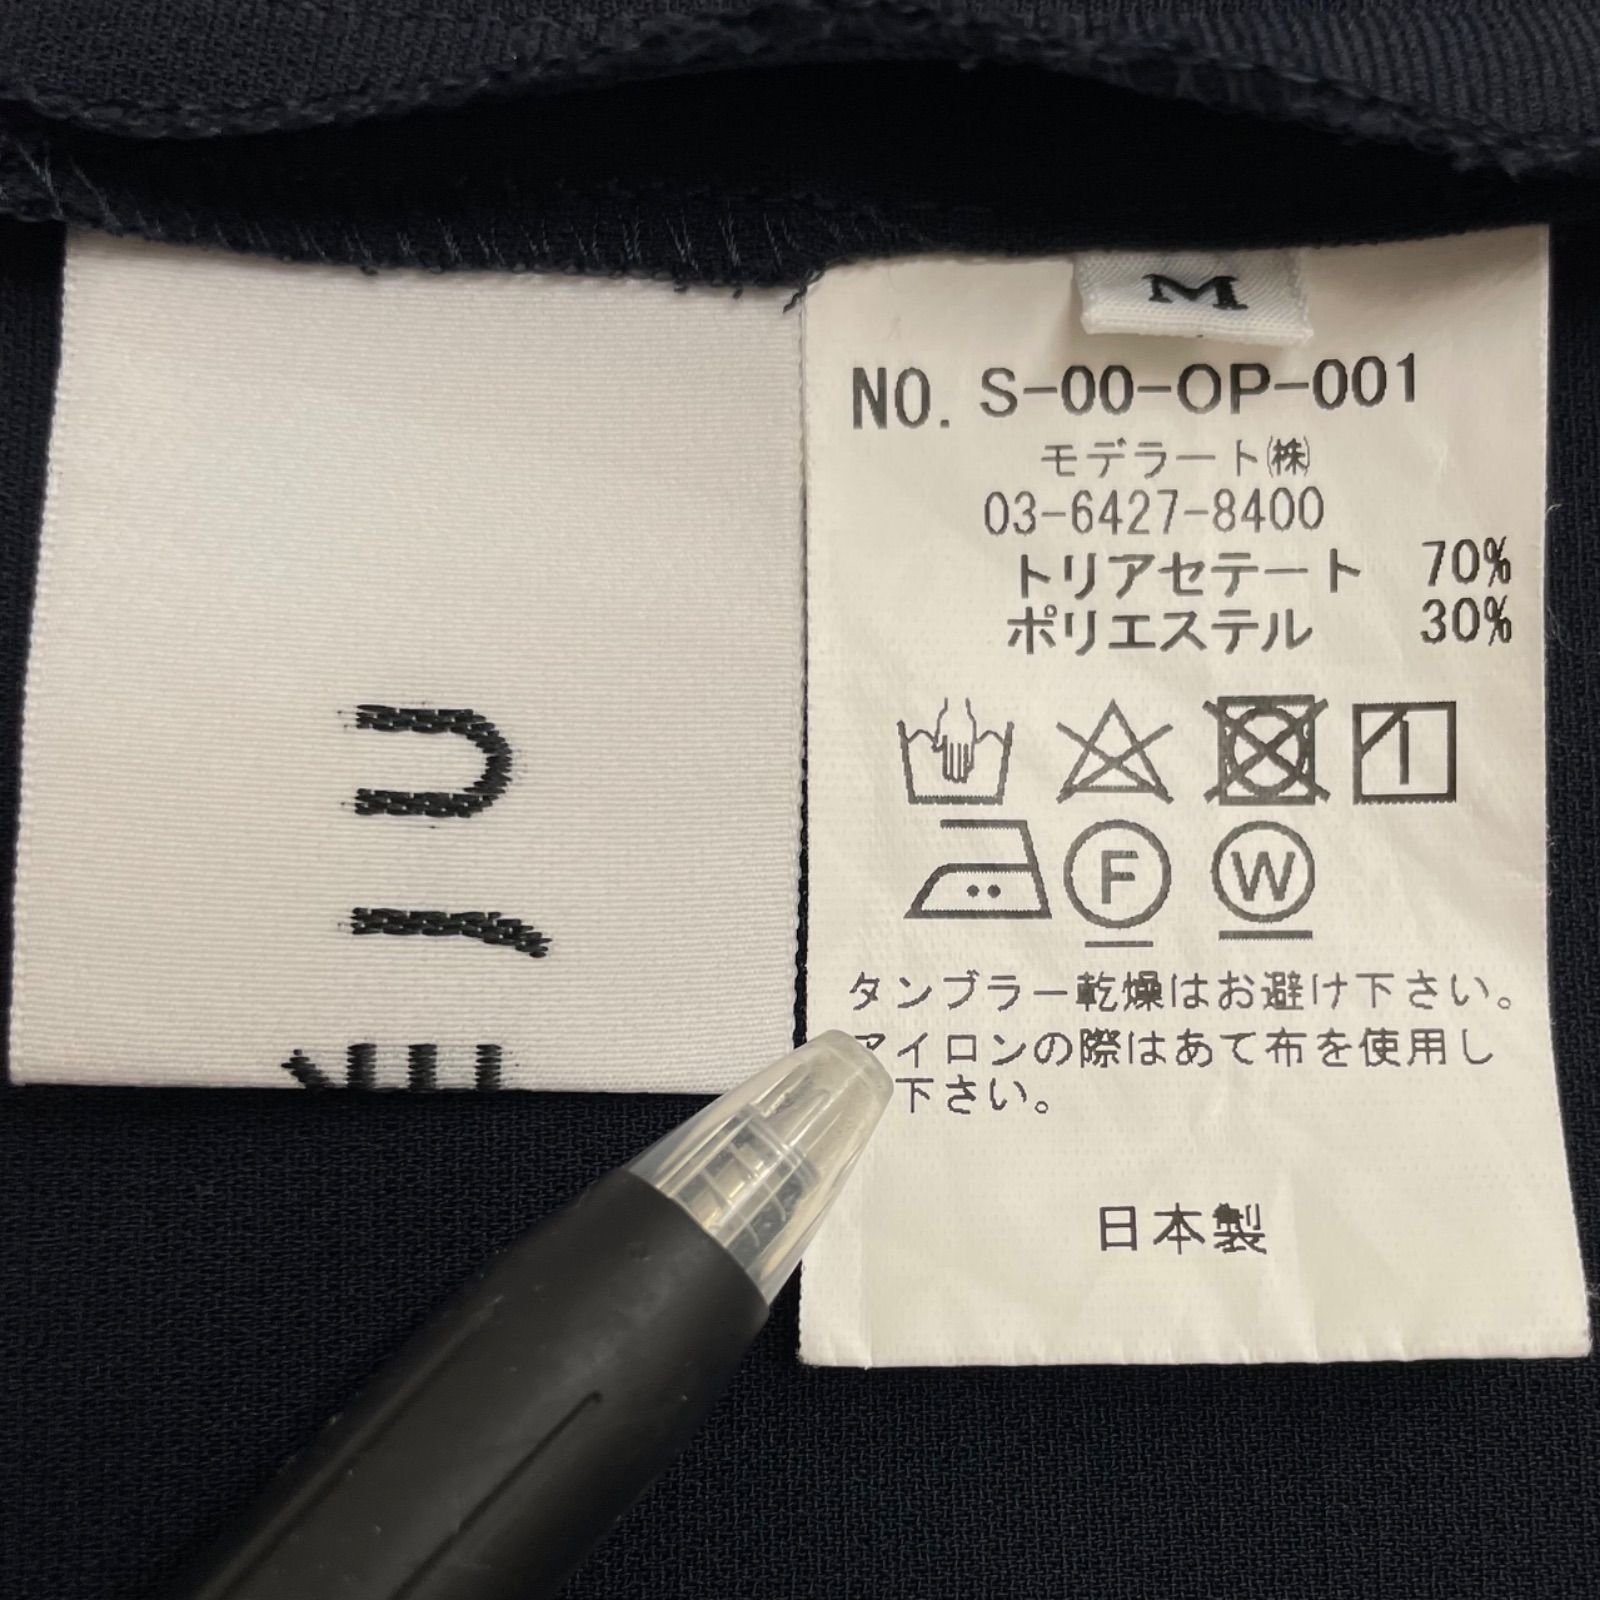 M
NO. S-00-OP-001
モデラート㈱
03-6427-8400
トリアセテート 70%
ポリエステル 30%
F W
タンブラー乾燥はお避け下さい。
アイロンの際はあて布を使用し
下さい。
日本製